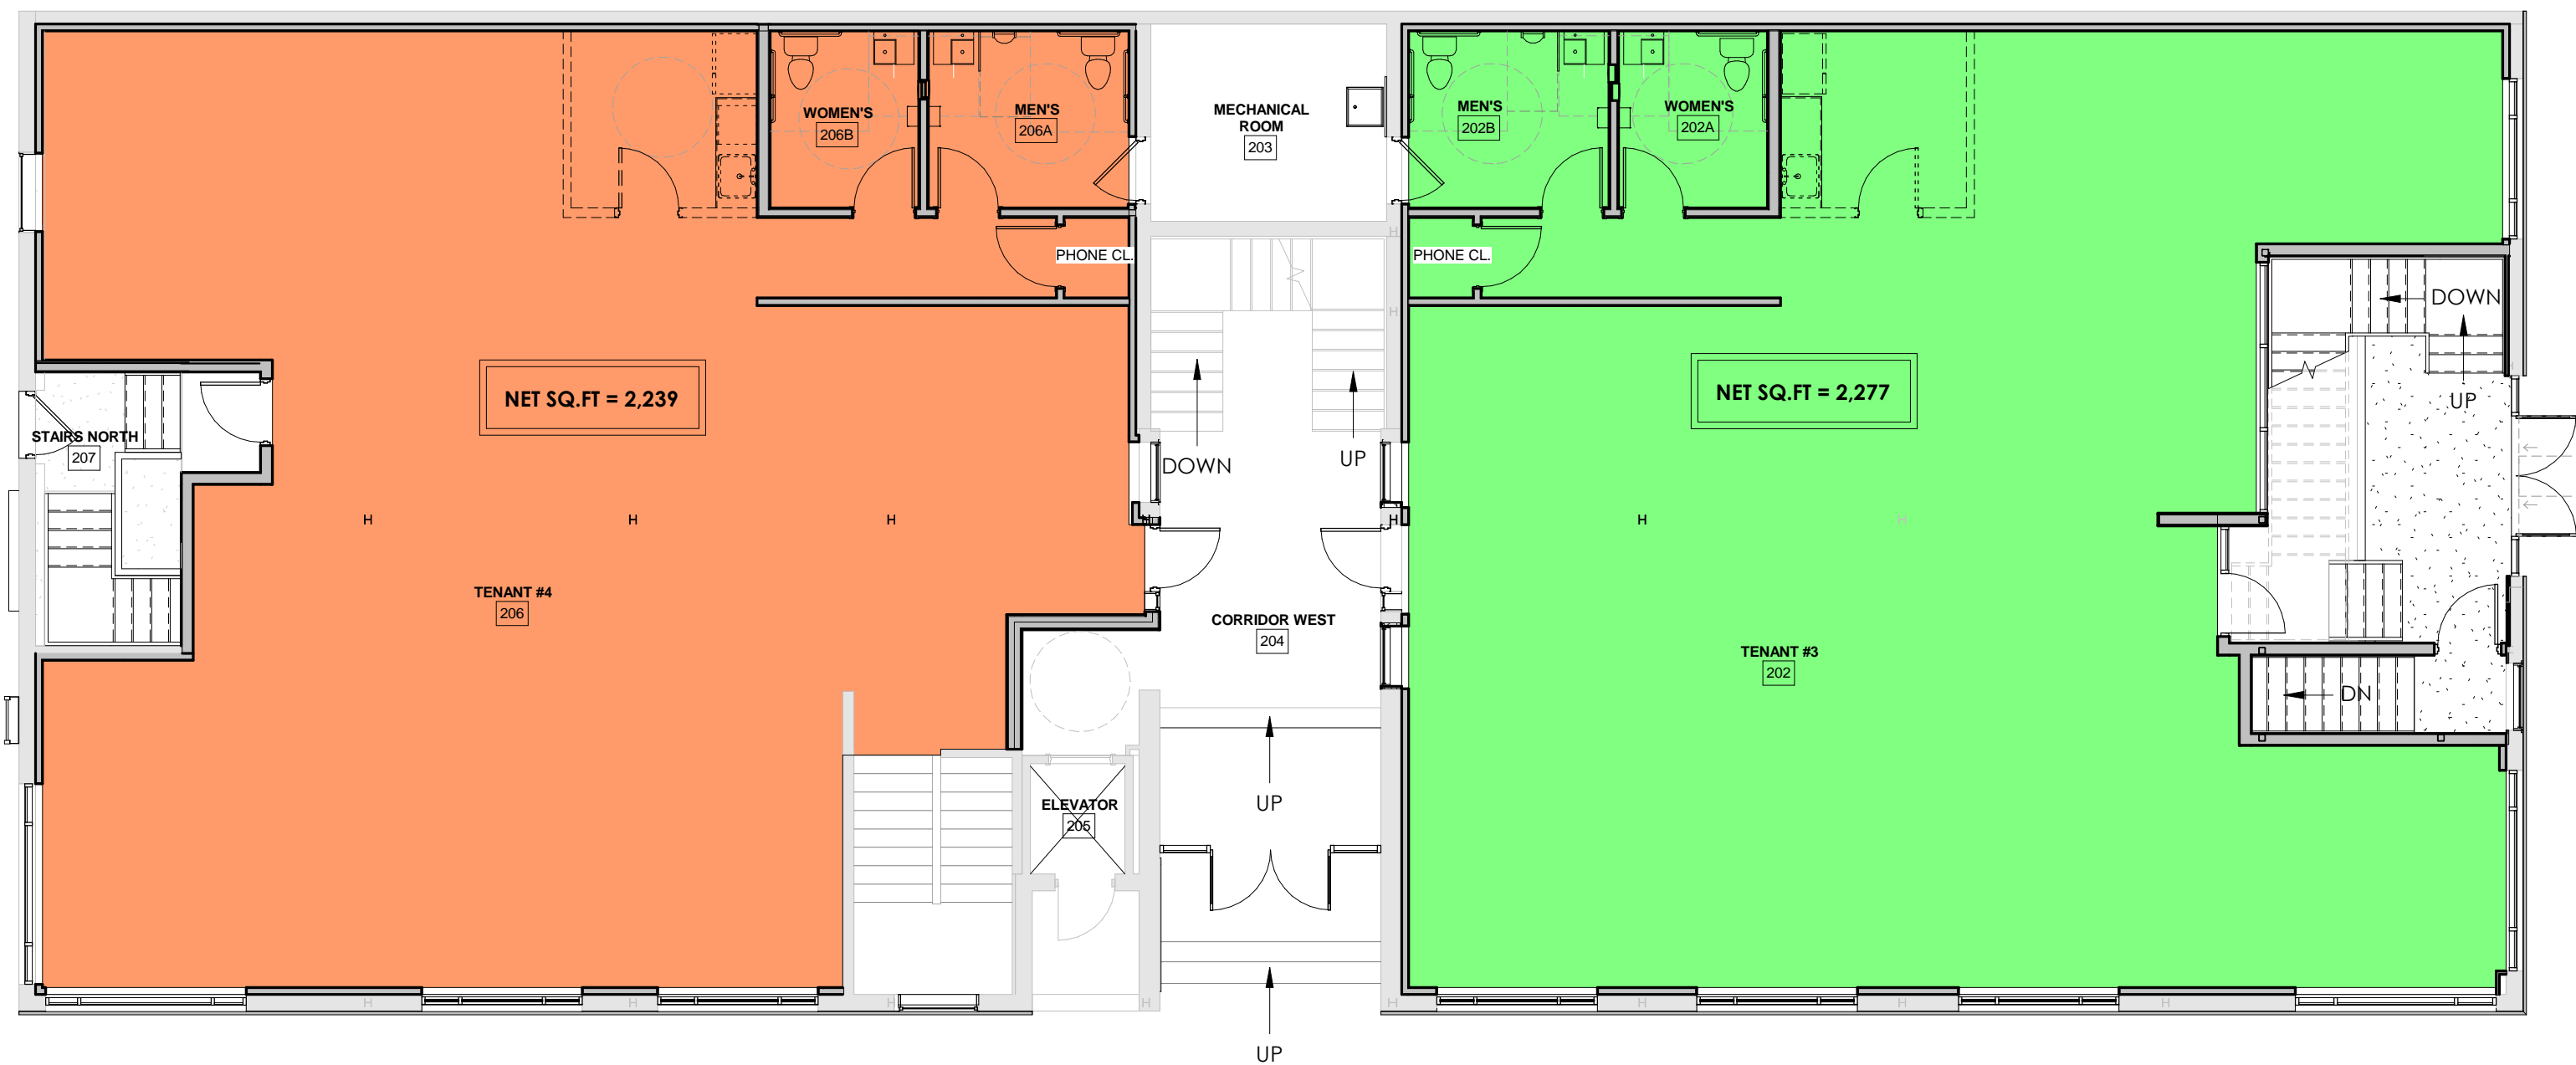 WOMEN'S
206B
MEN'S
206A
MECHANICAL
ROOM
203
MEN'S
202B
WOMEN'S
202A
PHONE CL.
PHONE CL.
DOWN
UP
NET SQ.FT = 2,239
NET SQ.FT = 2,277
STAIRS NORTH
207
DOWN
UP
TENANT #4
206
CORRIDOR WEST
204
TENANT #3
202
DN
ELEVATOR
205
UP
UP